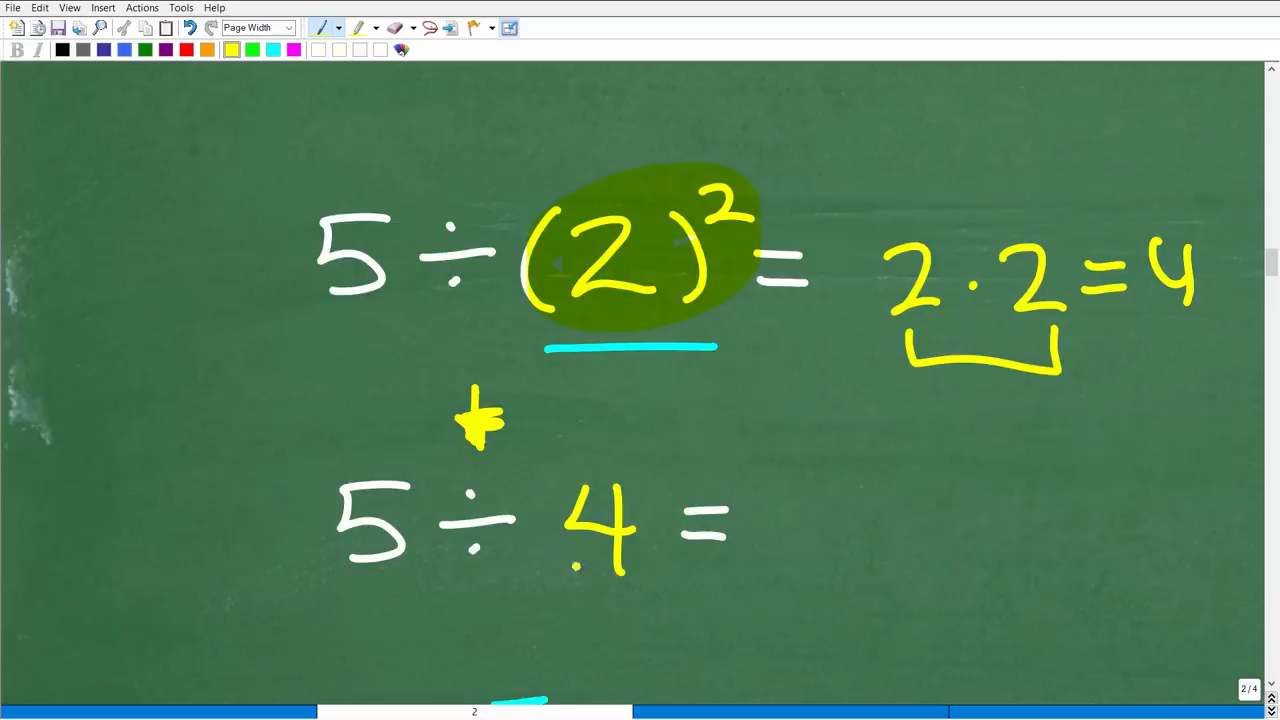 File Edit View Insert Actions Tools Help
Page Width
B I
5 ÷ (2)² = 2 · 2 = 4
5 ÷ 4 =
2/4
2